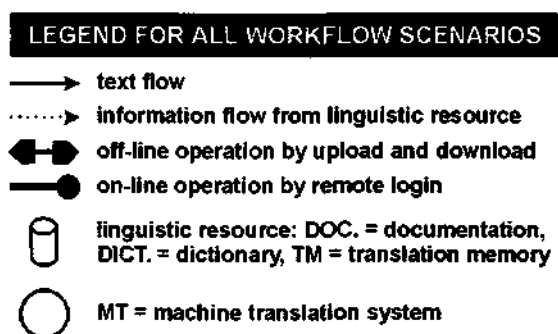 LEGEND FOR ALL WORKFLOW SCENARIOS
text flow
information flow from linguistic resource
off-line operation by upload and download
on-line operation by remote login
linguistic resource: DOC. = documentation,
DICT. = dictionary, TM = translation memory
MT = machine translation system